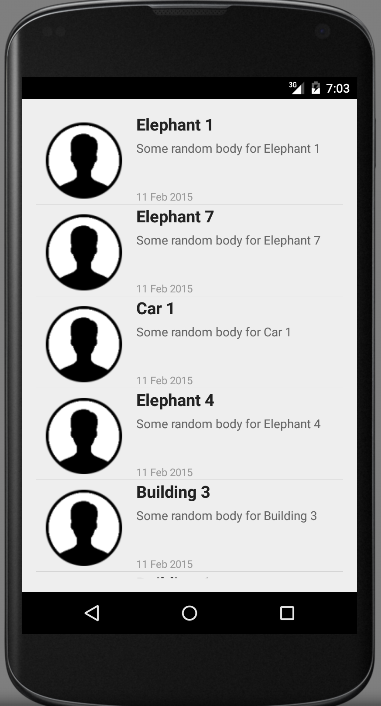 3G 7:03
Elephant 1
Some random body for Elephant 1
11 Feb 2015
Elephant 7
Some random body for Elephant 7
11 Feb 2015
Car 1
Some random body for Car 1
11 Feb 2015
Elephant 4
Some random body for Elephant 4
11 Feb 2015
Building 3
Some random body for Building 3
11 Feb 2015